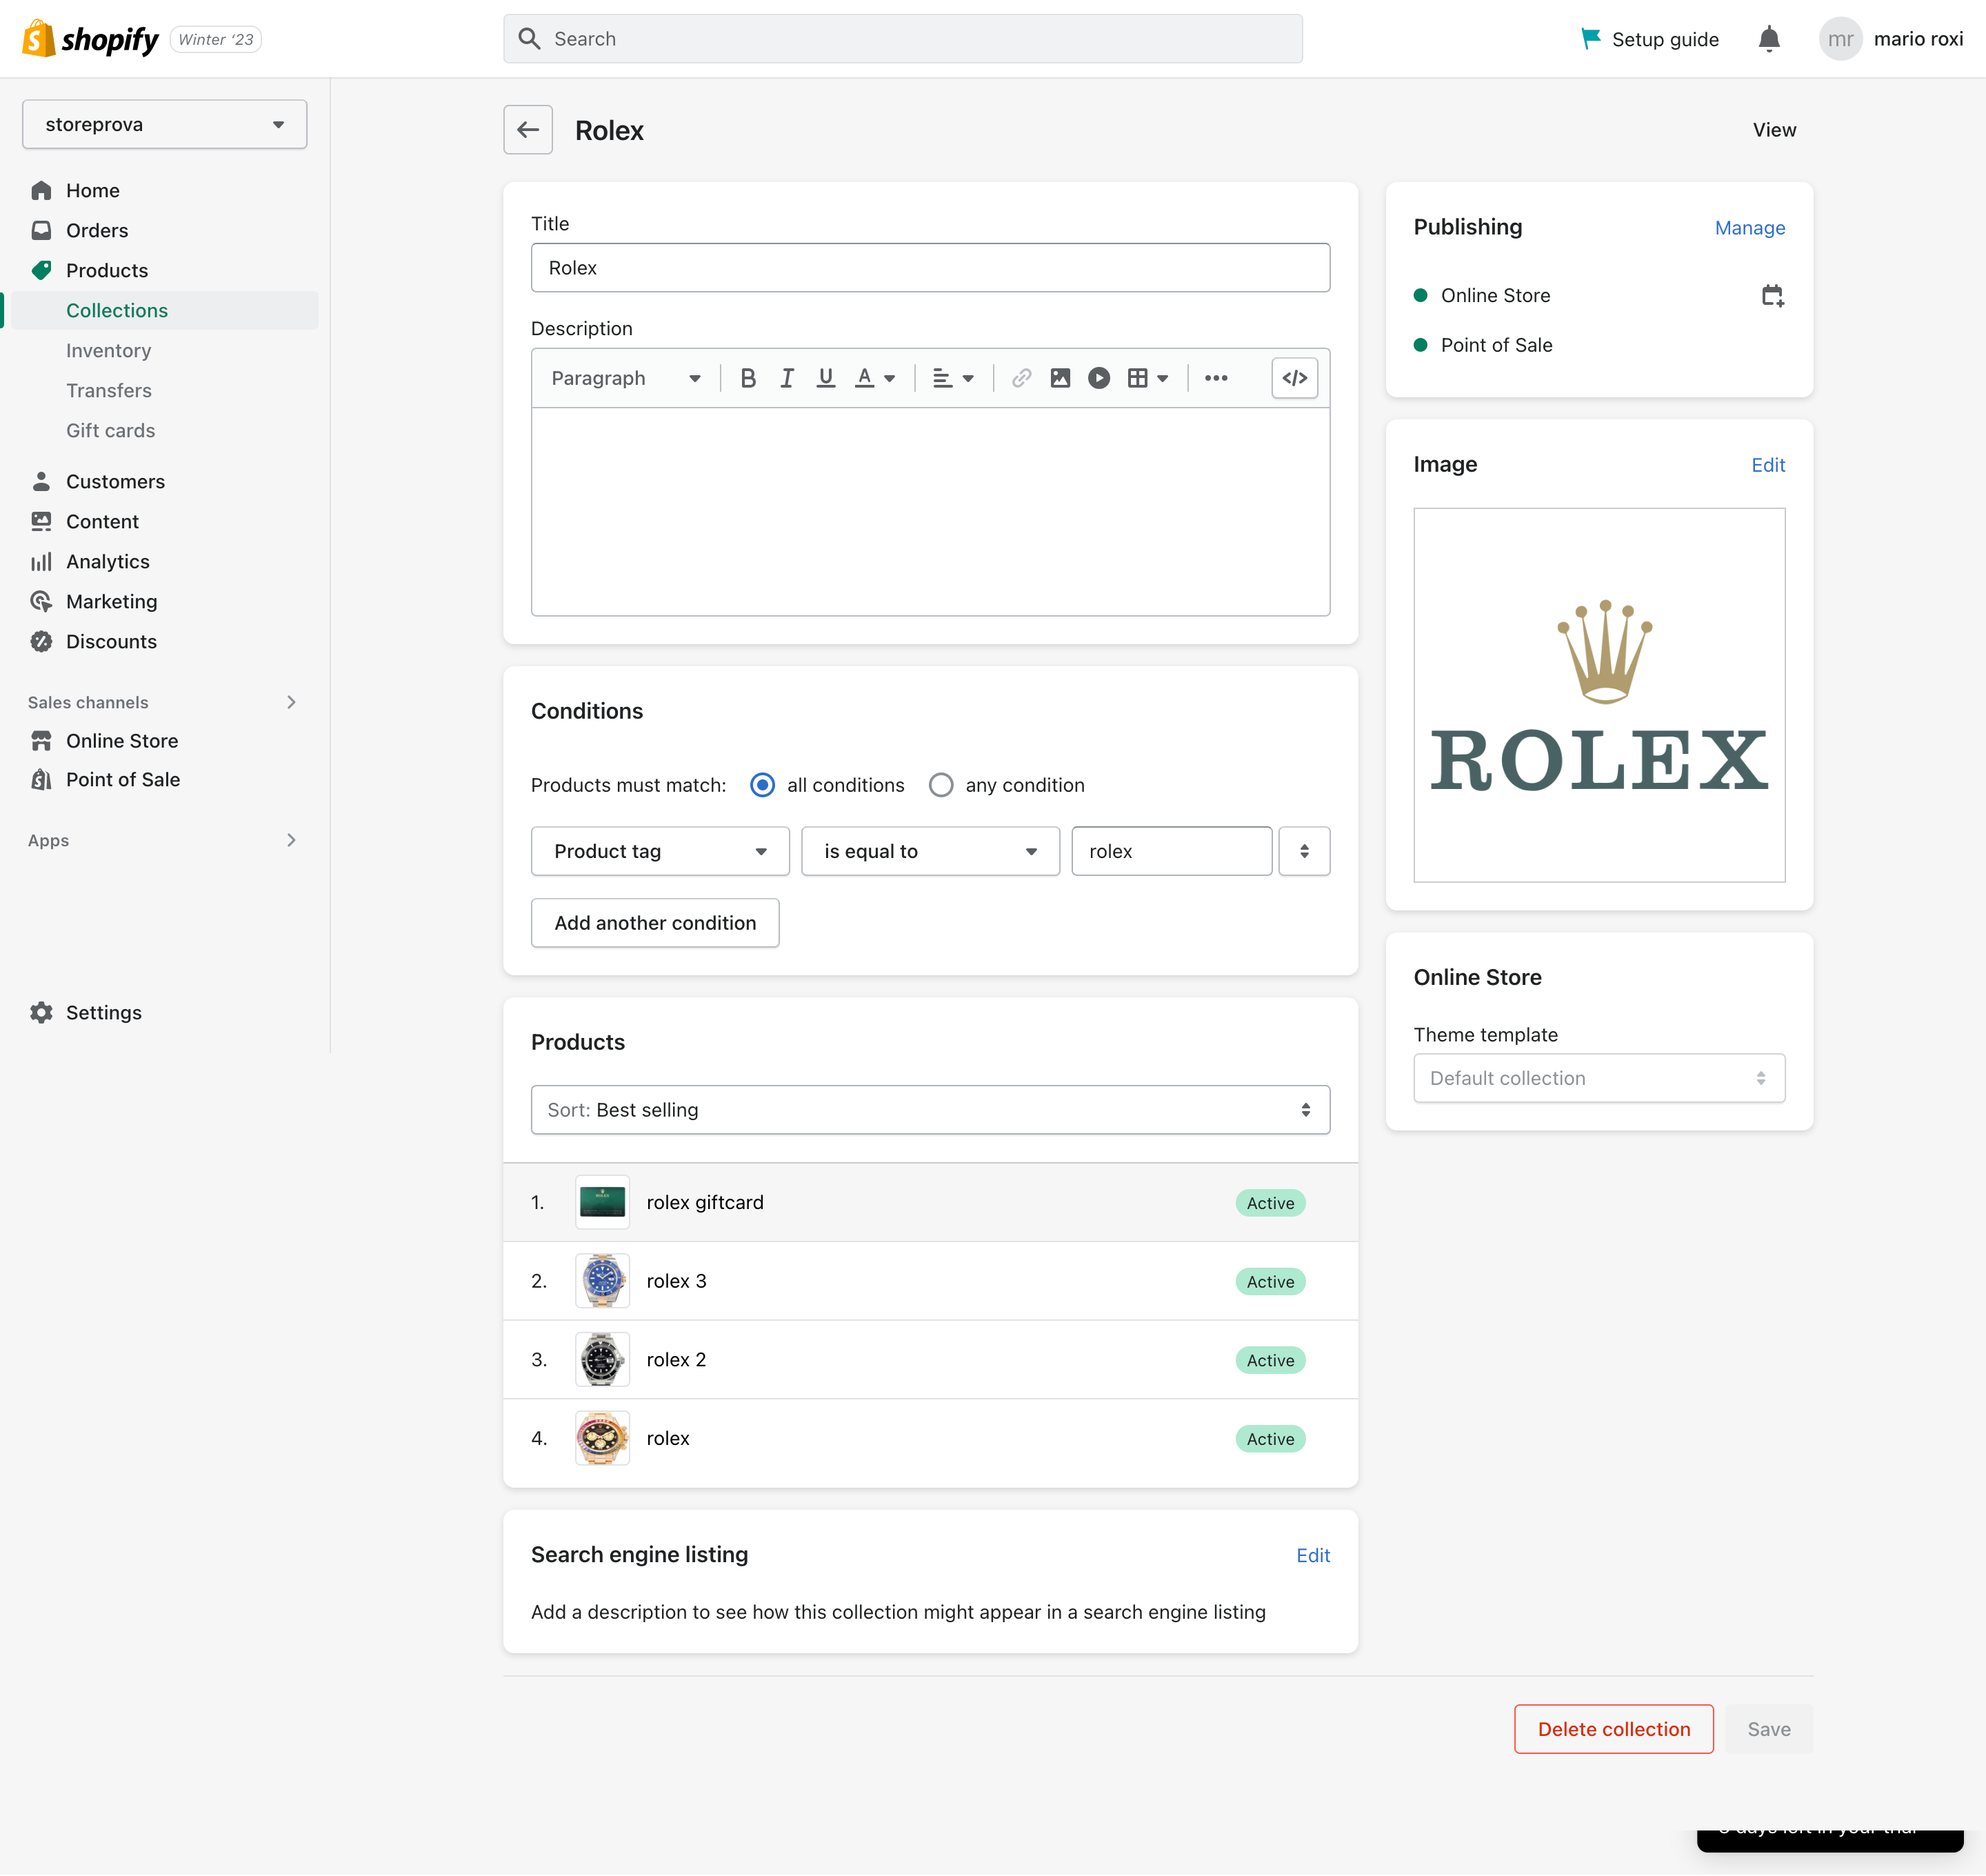 shopify Winter ‘23
Search
Setup guide
mr mario roxi
storeprova
Home
Orders
Products
Collections
Inventory
Transfers
Gift cards
Customers
Content
Analytics
Marketing
Discounts
Sales channels
Online Store
Point of Sale
Apps
Settings
Rolex
View
Title
Rolex
Description
Paragraph
B I U A
</>
Conditions
Products must match: all conditions any condition
Product tag is equal to rolex
Add another condition
Products
Sort: Best selling
1. rolex giftcard Active
2. rolex 3 Active
3. rolex 2 Active
4. rolex Active
Search engine listing Edit
Add a description to see how this collection might appear in a search engine listing
Publishing Manage
Online Store
Point of Sale
Image Edit
ROLEX
Online Store
Theme template
Default collection
Delete collection Save
days left in your trial